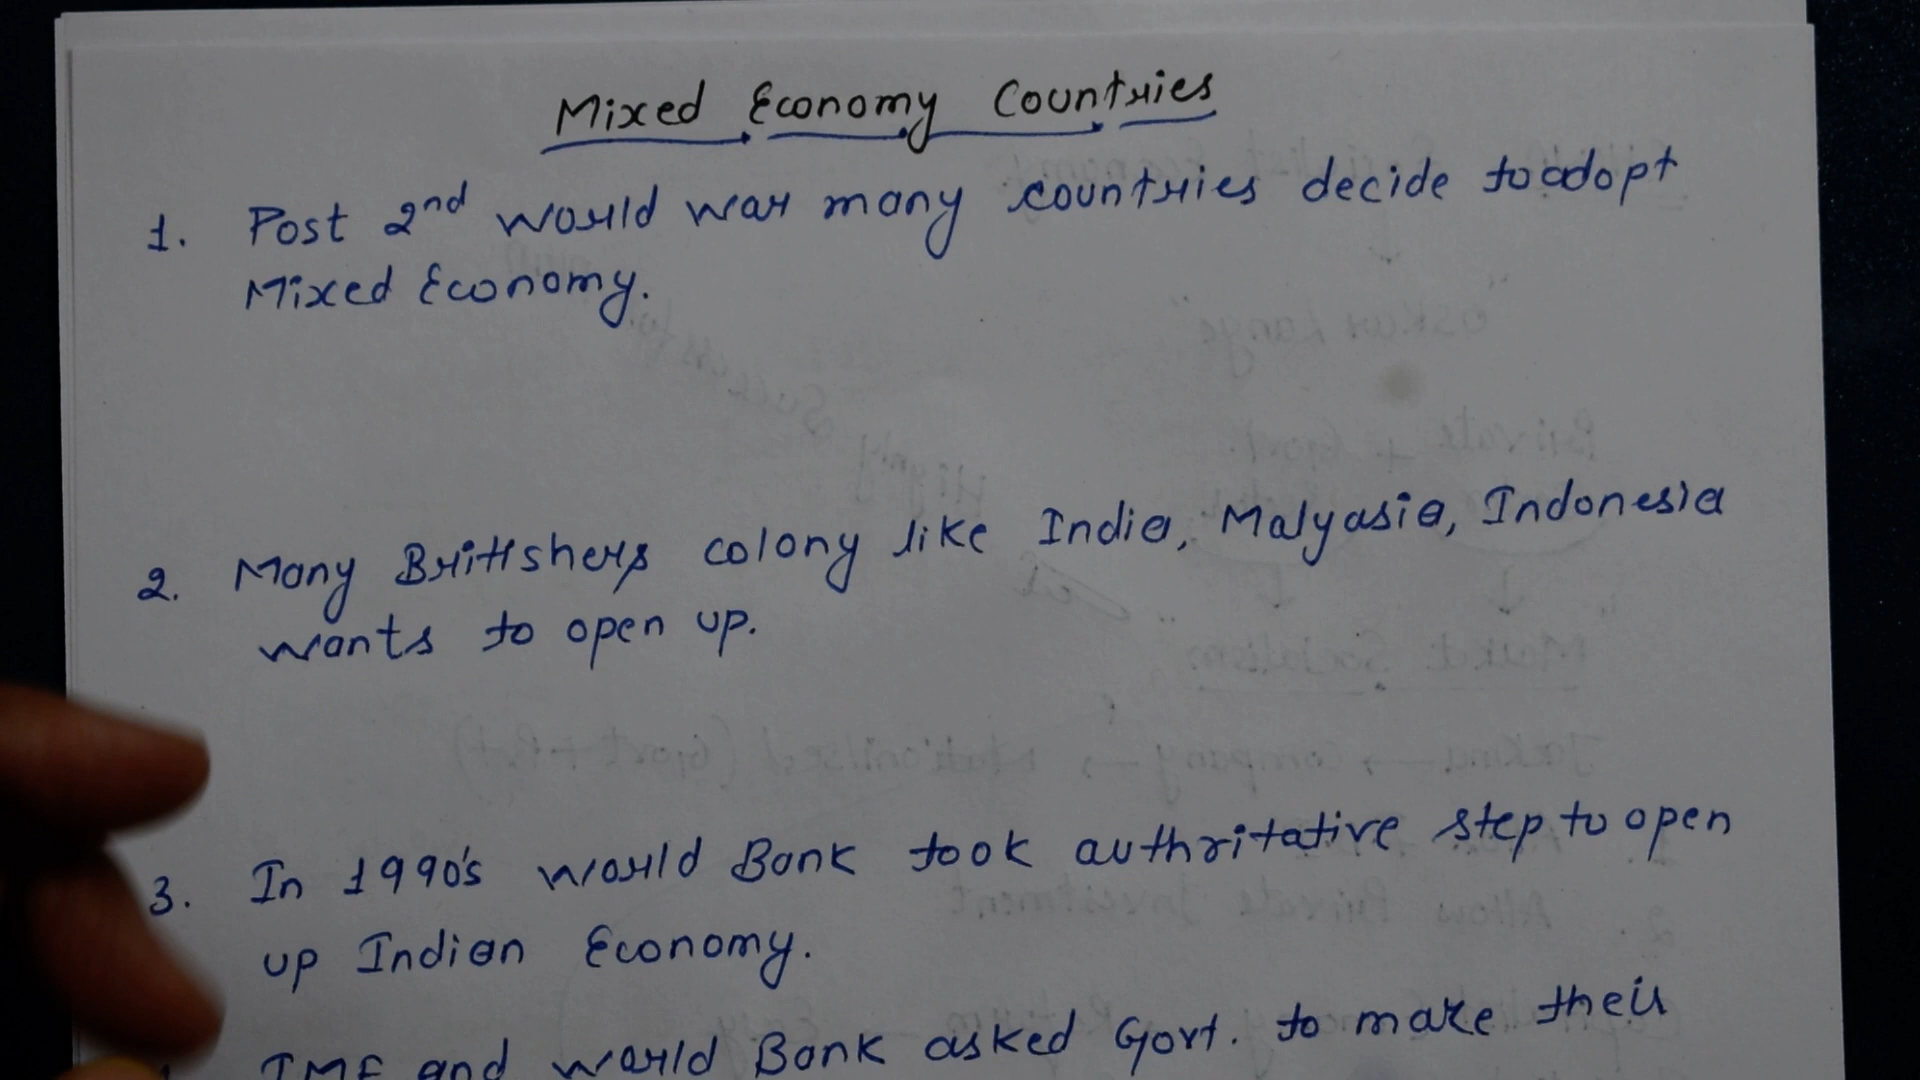 Mixed Economy Countries
1. Post 2nd world war many countries decide to adopt
Mixed Economy.
2. Many Brittshers colony like India, Malyasia, Indonesia
wants to open up.
3. In 1990's world Bank took authritative step to open
up Indian Economy.
IMF and world Bank asked Govt. to make their